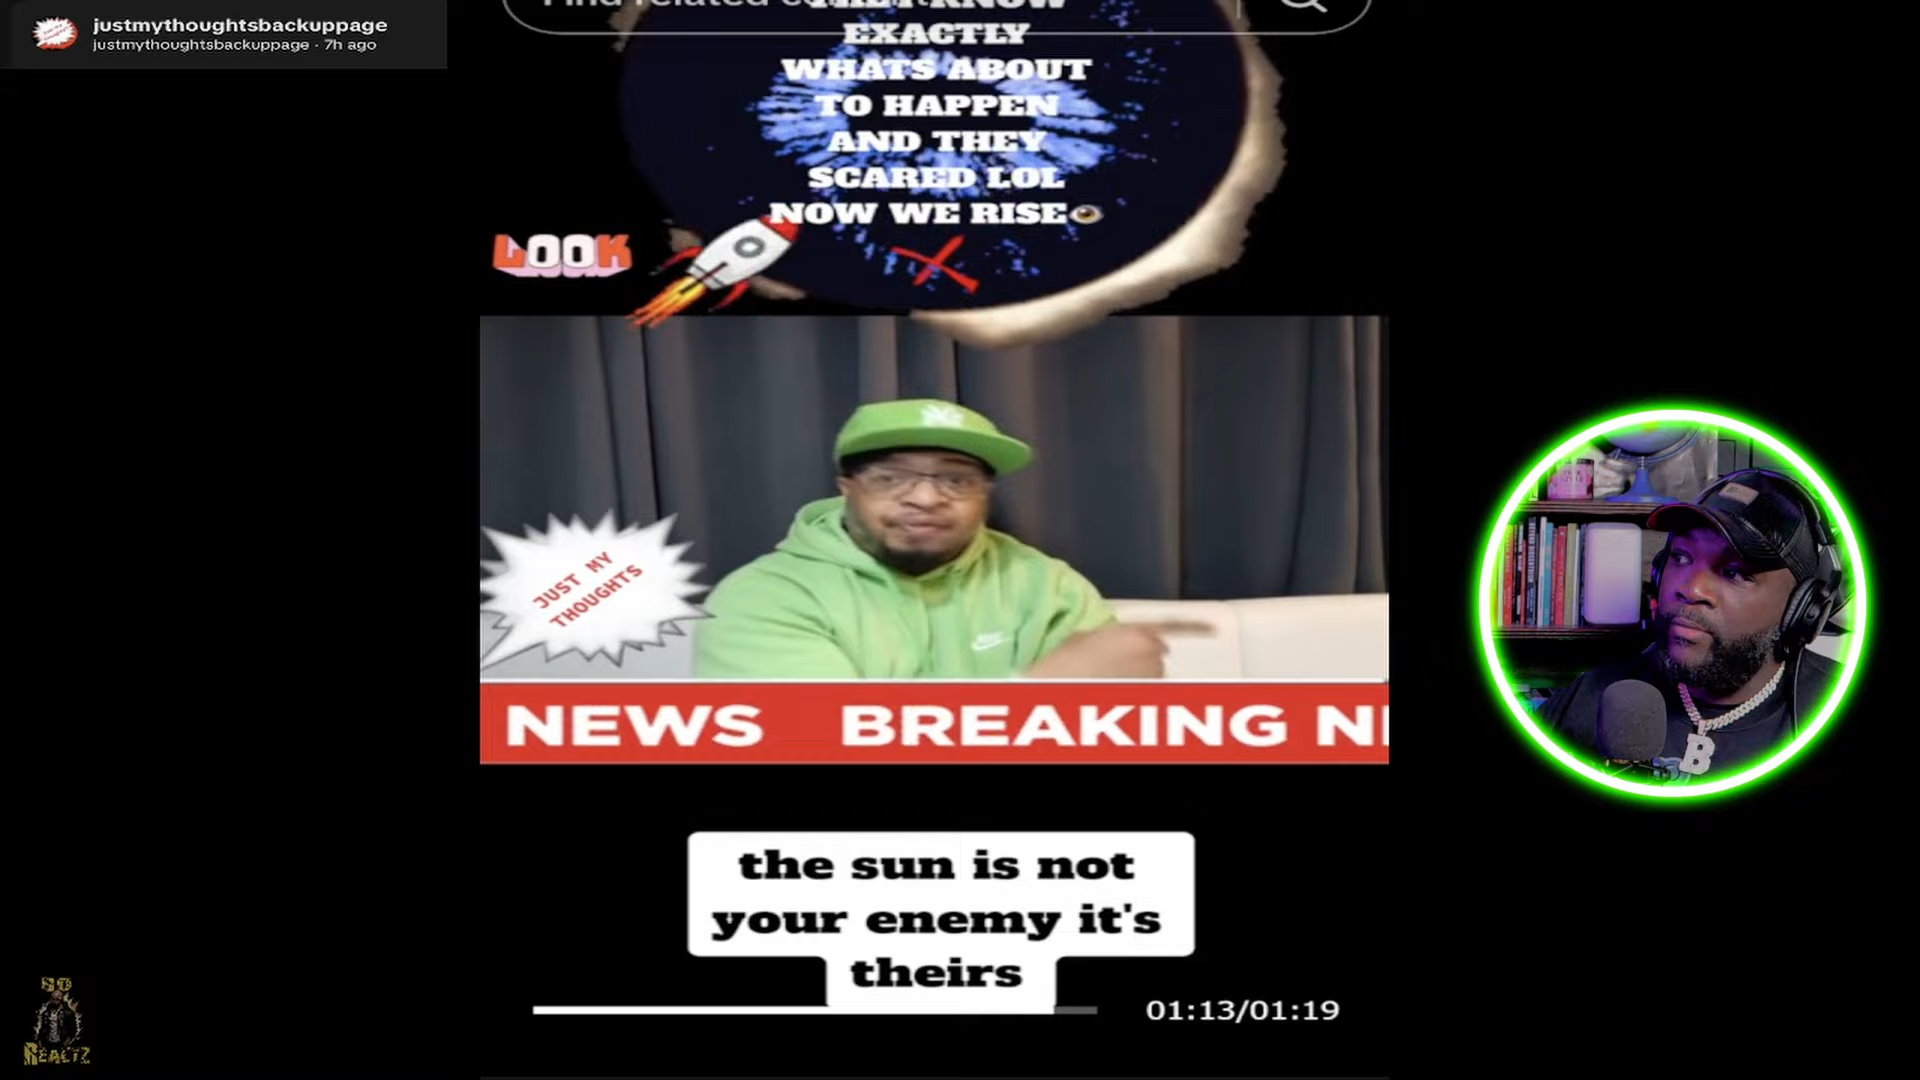 justmythoughtsbackuppage
justmythoughtsbackuppage · 7h ago
EXACTLY
WHATS ABOUT
TO HAPPEN
AND THEY
SCARED LOL
NOW WE RISE👁️
LOOK
JUST MY
THOUGHTS
NEWS BREAKING
the sun is not
your enemy it's
theirs
01:13/01:19
REALTZ
B